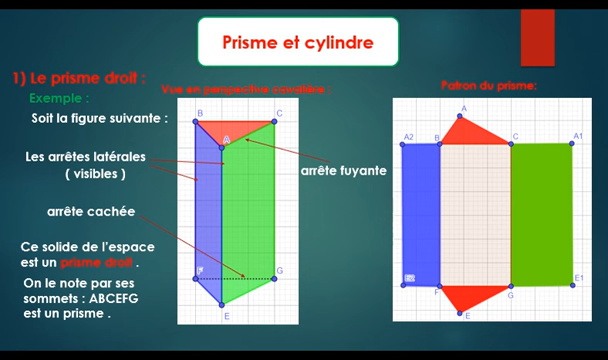 Prisme et cylindre
1) Le prisme droit :
Exemple :
Soit la figure suivante :
Les arrêtes latérales
( visibles )
arrête cachée
Ce solide de l'espace
est un prisme droit .
On le note par ses
sommets : ABCEFG
est un prisme .
Vue en perspective cavalière :
B
C
A
F
G
E
arrête fuyante
Patron du prisme:
A
A2
B
C
A1
E2
F
G
E1
E